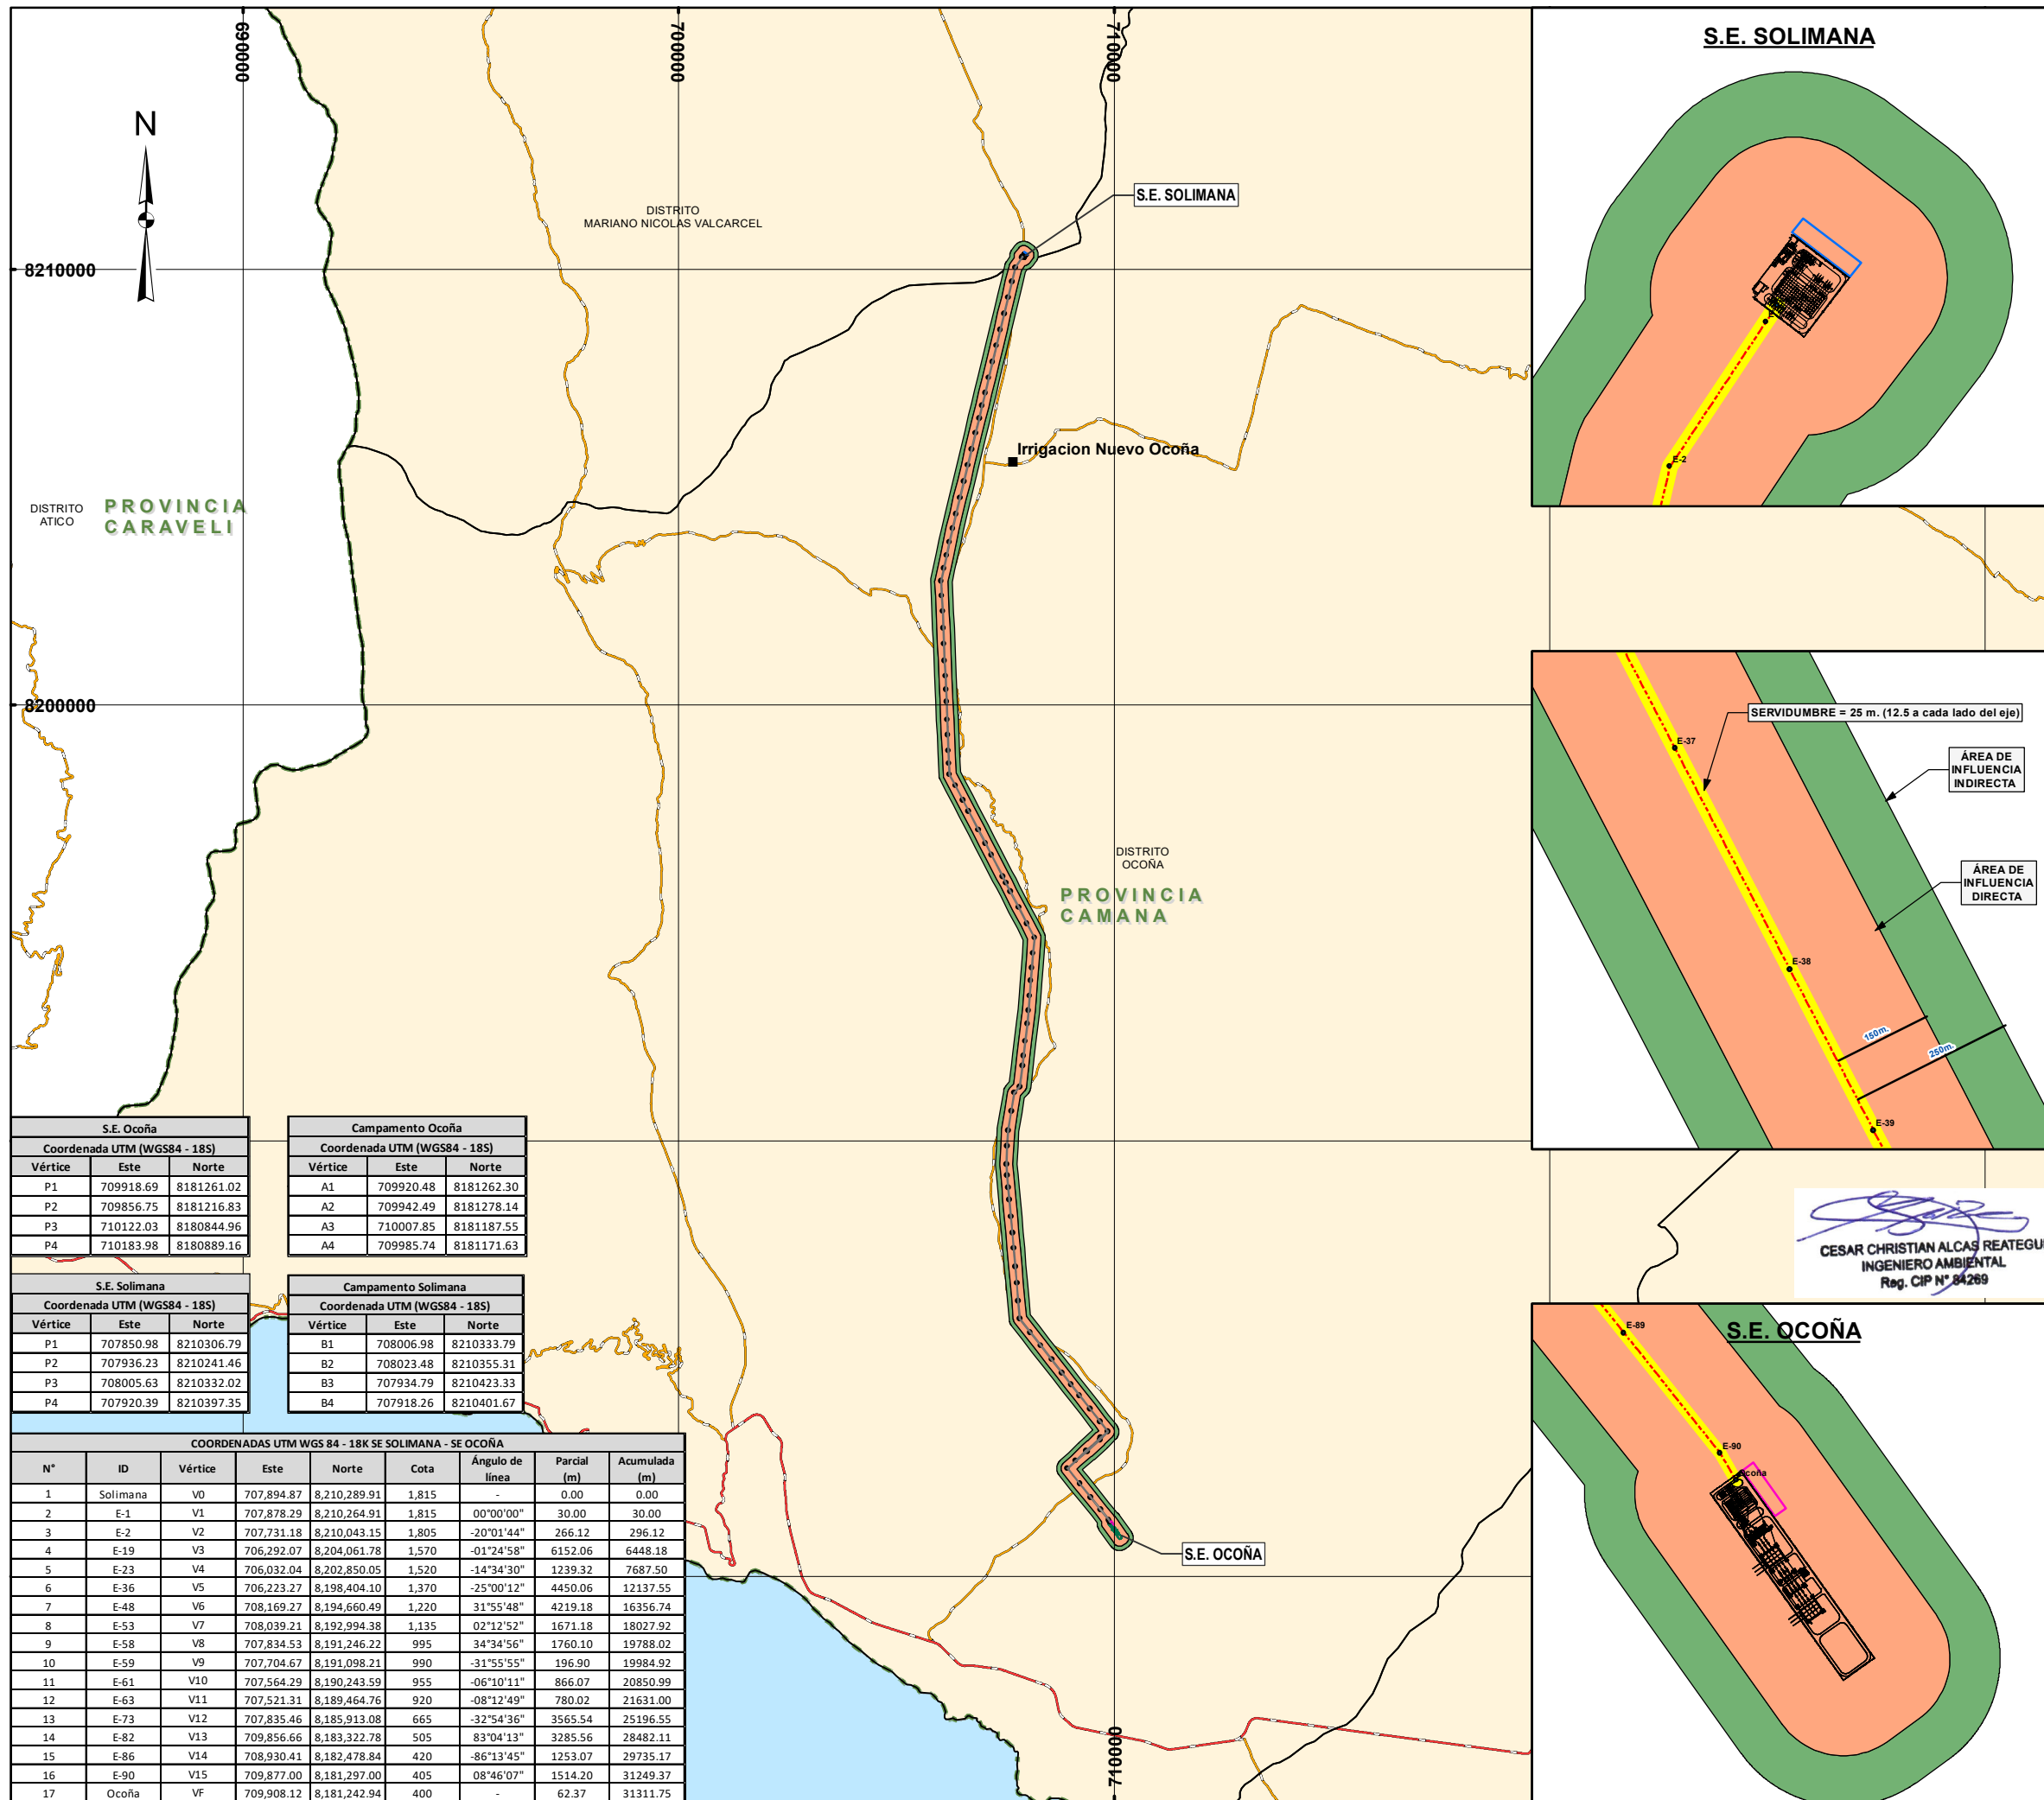 690000
700000
710000
S.E. SOLIMANA
N
DISTRITO
MARIANO NICOLAS VALCARCEL
S.E. SOLIMANA
8210000
E-2
Irrigacion Nuevo Ocoña
DISTRITO
ATICO
PROVINCIA
CARAVELI
8200000
SERVIDUMBRE = 25 m. (12.5 a cada lado del eje)
E-37
ÁREA DE
INFLUENCIA
INDIRECTA
DISTRITO
OCOÑA
PROVINCIA
CAMANA
ÁREA DE
INFLUENCIA
DIRECTA
E-38
150m.
250m.
E-39
S.E. Ocoña
Coordenada UTM (WGS84 - 18S)
Vértice Este Norte
P1 709918.69 8181261.02
P2 709856.75 8181216.83
P3 710122.03 8180844.96
P4 710183.98 8180889.16
Campamento Ocoña
Coordenada UTM (WGS84 - 18S)
Vértice Este Norte
A1 709920.48 8181262.30
A2 709942.49 8181278.14
A3 710007.85 8181187.55
A4 709985.74 8181171.63
CESAR CHRISTIAN ALCAS REATEGUI
INGENIERO AMBIENTAL
Reg. CIP N° 84269
S.E. Solimana
Coordenada UTM (WGS84 - 18S)
Vértice Este Norte
P1 707850.98 8210306.79
P2 707936.23 8210241.46
P3 708005.63 8210332.02
P4 707920.39 8210397.35
Campamento Solimana
Coordenada UTM (WGS84 - 18S)
Vértice Este Norte
B1 708006.98 8210333.79
B2 708023.48 8210355.31
B3 707934.79 8210423.33
B4 707918.26 8210401.67
E-89
S.E. OCOÑA
E-90
Ocoña
S.E. OCOÑA
COORDENADAS UTM WGS 84 - 18K SE SOLIMANA - SE OCOÑA
N° ID Vértice Este Norte Cota Ángulo de línea Parcial (m) Acumulada (m)
1 Solimana V0 707,894.87 8,210,289.91 1,815 - 0.00 0.00
2 E-1 V1 707,878.29 8,210,264.91 1,815 00°00'00" 30.00 30.00
3 E-2 V2 707,731.18 8,210,043.15 1,805 -20°01'44" 266.12 296.12
4 E-19 V3 706,292.07 8,204,061.78 1,570 -01°24'58" 6152.06 6448.18
5 E-23 V4 706,032.04 8,202,850.05 1,520 -14°34'30" 1239.32 7687.50
6 E-36 V5 706,223.27 8,198,404.10 1,370 -25°00'12" 4450.06 12137.55
7 E-48 V6 708,169.27 8,194,660.49 1,220 31°55'48" 4219.18 16356.74
8 E-53 V7 708,039.21 8,192,994.38 1,135 02°12'52" 1671.18 18027.92
9 E-58 V8 707,834.53 8,191,246.22 995 34°34'56" 1760.10 19788.02
10 E-59 V9 707,704.67 8,191,098.21 990 -31°55'55" 196.90 19984.92
11 E-61 V10 707,564.29 8,190,243.59 955 -06°10'11" 866.07 20850.99
12 E-63 V11 707,521.31 8,189,464.76 920 -08°12'49" 780.02 21631.00
13 E-73 V12 707,835.46 8,185,913.08 665 -32°54'36" 3565.54 25196.55
14 E-82 V13 709,856.66 8,183,322.78 505 83°04'13" 3285.56 28482.11
15 E-86 V14 708,930.41 8,182,478.84 420 -86°13'45" 1253.07 29735.17
16 E-90 V15 709,877.00 8,181,297.00 405 08°46'07" 1514.20 31249.37
17 Ocoña VF 709,908.12 8,181,242.94 400 - 62.37 31311.75
710000